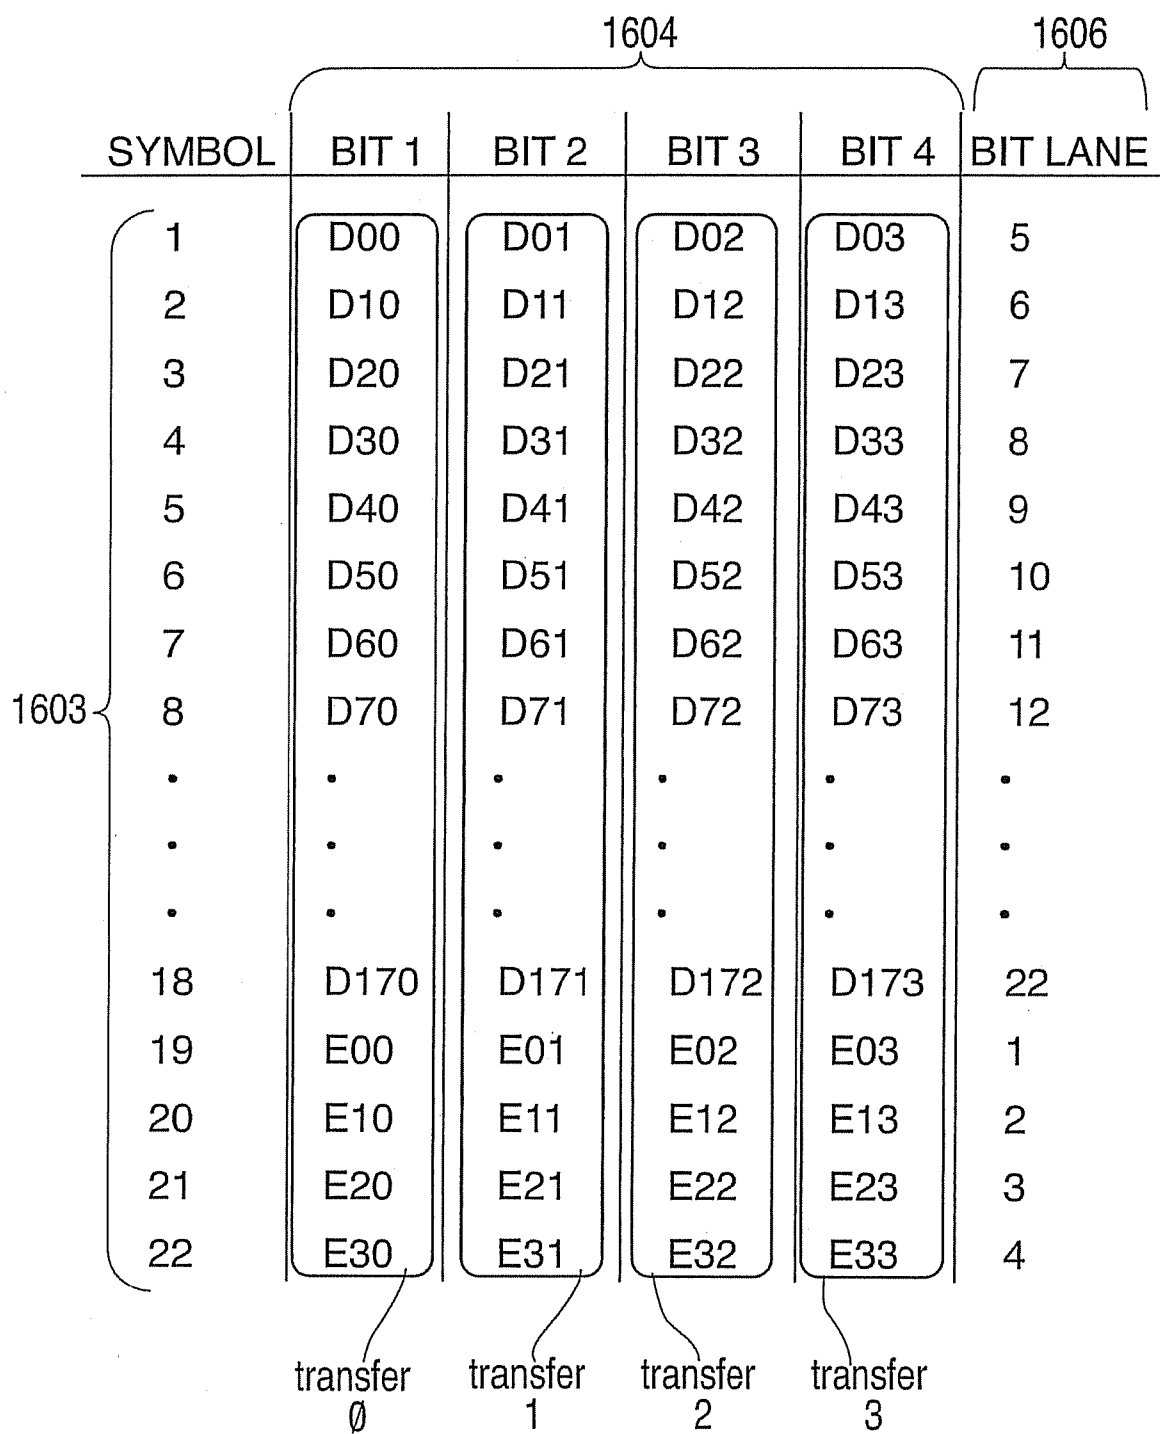 1604 1606
SYMBOL BIT 1 BIT 2 BIT 3 BIT 4 BIT LANE
1 D00 D01 D02 D03 5
2 D10 D11 D12 D13 6
3 D20 D21 D22 D23 7
4 D30 D31 D32 D33 8
5 D40 D41 D42 D43 9
6 D50 D51 D52 D53 10
7 D60 D61 D62 D63 11
1603 8 D70 D71 D72 D73 12
. . . . . .
. . . . . .
. . . . . .
18 D170 D171 D172 D173 22
19 E00 E01 E02 E03 1
20 E10 E11 E12 E13 2
21 E20 E21 E22 E23 3
22 E30 E31 E32 E33 4
transfer transfer transfer transfer
Ø 1 2 3